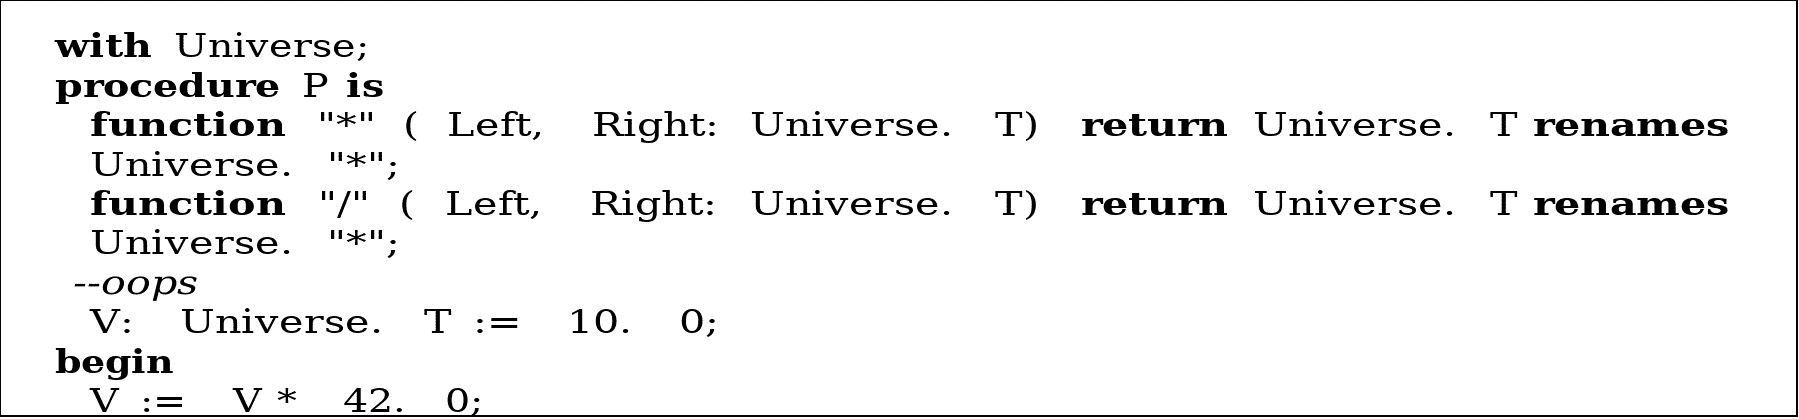 with Universe;
procedure P is
function "*" ( Left, Right: Universe. T) return Universe. T renames
Universe. "*";
function "/" ( Left, Right: Universe. T) return Universe. T renames
Universe. "*";
--oops
V: Universe. T := 10. 0;
begin
V := V * 42. 0;